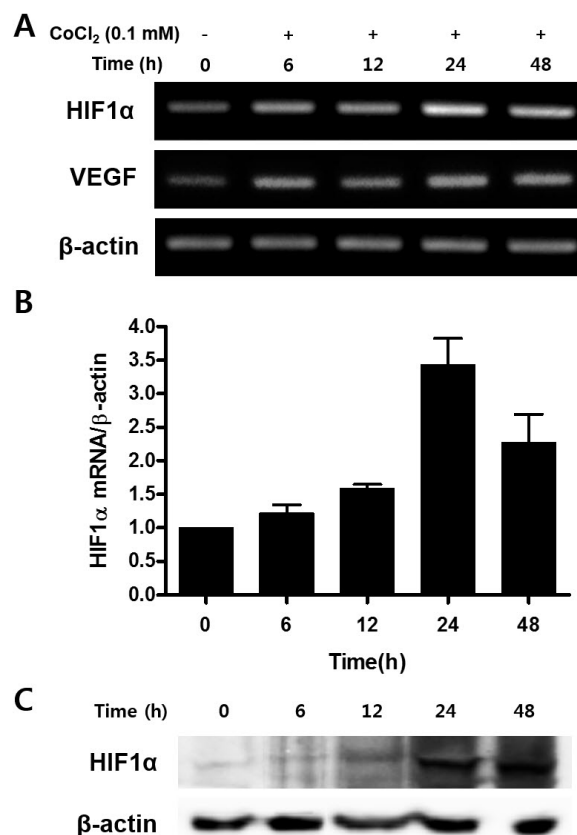 A
CoCl₂ (0.1 mM) - + + + +
Time (h) 0 6 12 24 48
HIF1α
VEGF
β-actin
B
HIF1α mRNA/β-actin
4.0
3.5
3.0
2.5
2.0
1.5
1.0
0.5
0.0
0 6 12 24 48
Time(h)
C
Time (h) 0 6 12 24 48
HIF1α
β-actin